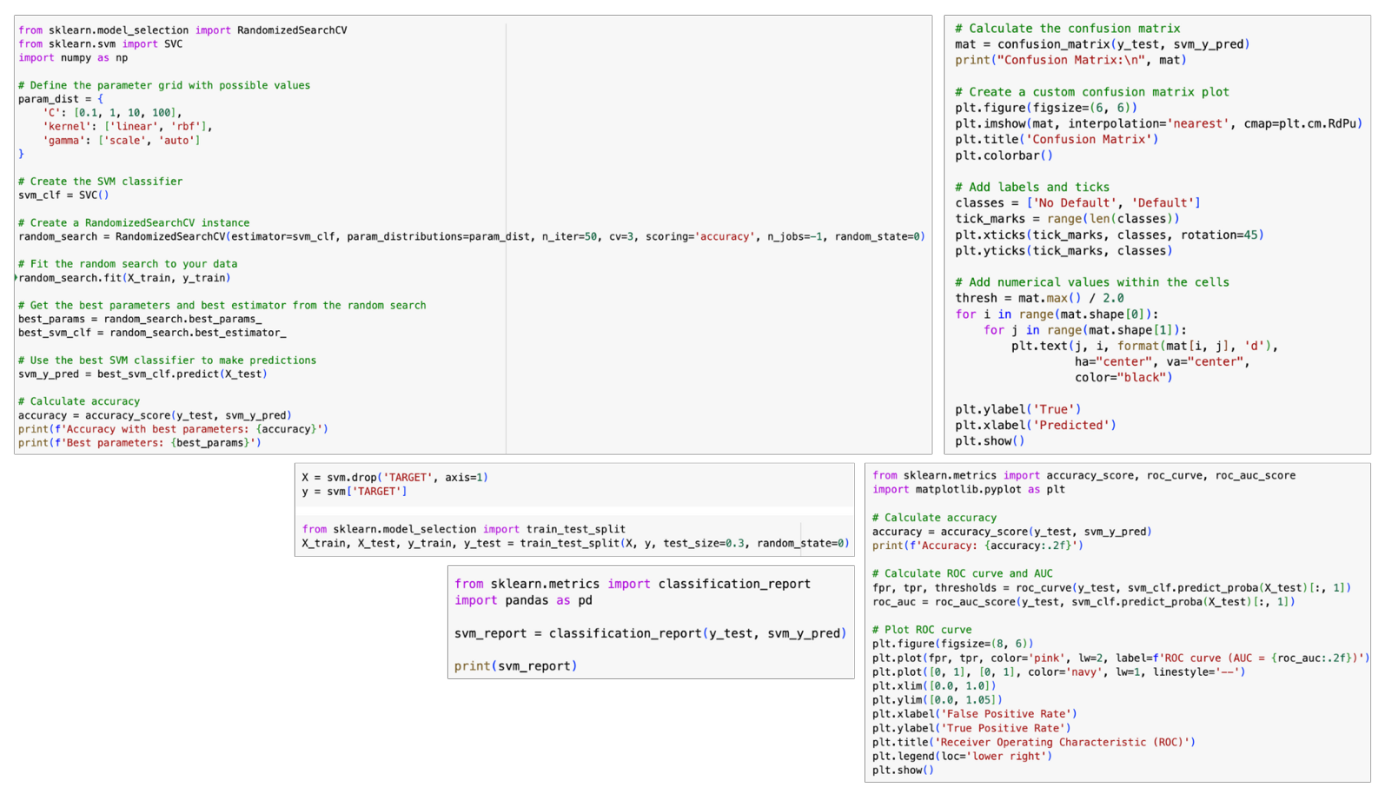 from sklearn.model_selection import RandomizedSearchCV
from sklearn.svm import SVC
import numpy as np

# Define the parameter grid with possible values
param_dist = {
    'C': [0.1, 1, 10, 100],
    'kernel': ['linear', 'rbf'],
    'gamma': ['scale', 'auto']
}

# Create the SVM classifier
svm_clf = SVC()

# Create a RandomizedSearchCV instance
random_search = RandomizedSearchCV(estimator=svm_clf, param_distributions=param_dist, n_iter=50, cv=3, scoring='accuracy', n_jobs=-1, random_state=0)

# Fit the random search to your data
random_search.fit(X_train, y_train)

# Get the best parameters and best estimator from the random search
best_params = random_search.best_params_
best_svm_clf = random_search.best_estimator_

# Use the best SVM classifier to make predictions
svm_y_pred = best_svm_clf.predict(X_test)

# Calculate accuracy
accuracy = accuracy_score(y_test, svm_y_pred)
print(f'Accuracy with best parameters: {accuracy}')
print(f'Best parameters: {best_params}')

# Calculate the confusion matrix
mat = confusion_matrix(y_test, svm_y_pred)
print("Confusion Matrix:\n", mat)

# Create a custom confusion matrix plot
plt.figure(figsize=(6, 6))
plt.imshow(mat, interpolation='nearest', cmap=plt.cm.RdPu)
plt.title('Confusion Matrix')
plt.colorbar()

# Add labels and ticks
classes = ['No Default', 'Default']
tick_marks = range(len(classes))
plt.xticks(tick_marks, classes, rotation=45)
plt.yticks(tick_marks, classes)

# Add numerical values within the cells
thresh = mat.max() / 2.0
for i in range(mat.shape[0]):
    for j in range(mat.shape[1]):
        plt.text(j, i, format(mat[i, j], 'd'),
                 ha="center", va="center",
                 color="black")

plt.ylabel('True')
plt.xlabel('Predicted')
plt.show()

X = svm.drop('TARGET', axis=1)
y = svm['TARGET']

from sklearn.model_selection import train_test_split
X_train, X_test, y_train, y_test = train_test_split(X, y, test_size=0.3, random_state=0)

from sklearn.metrics import classification_report
import pandas as pd

svm_report = classification_report(y_test, svm_y_pred)

print(svm_report)

from sklearn.metrics import accuracy_score, roc_curve, roc_auc_score
import matplotlib.pyplot as plt

# Calculate accuracy
accuracy = accuracy_score(y_test, svm_y_pred)
print(f'Accuracy: {accuracy:.2f}')

# Calculate ROC curve and AUC
fpr, tpr, thresholds = roc_curve(y_test, svm_clf.predict_proba(X_test)[:, 1])
roc_auc = roc_auc_score(y_test, svm_clf.predict_proba(X_test)[:, 1])

# Plot ROC curve
plt.figure(figsize=(8, 6))
plt.plot(fpr, tpr, color='pink', lw=2, label=f'ROC curve (AUC = {roc_auc:.2f})')
plt.plot([0, 1], [0, 1], color='navy', lw=1, linestyle='--')
plt.xlim([0.0, 1.0])
plt.ylim([0.0, 1.05])
plt.xlabel('False Positive Rate')
plt.ylabel('True Positive Rate')
plt.title('Receiver Operating Characteristic (ROC)')
plt.legend(loc='lower right')
plt.show()